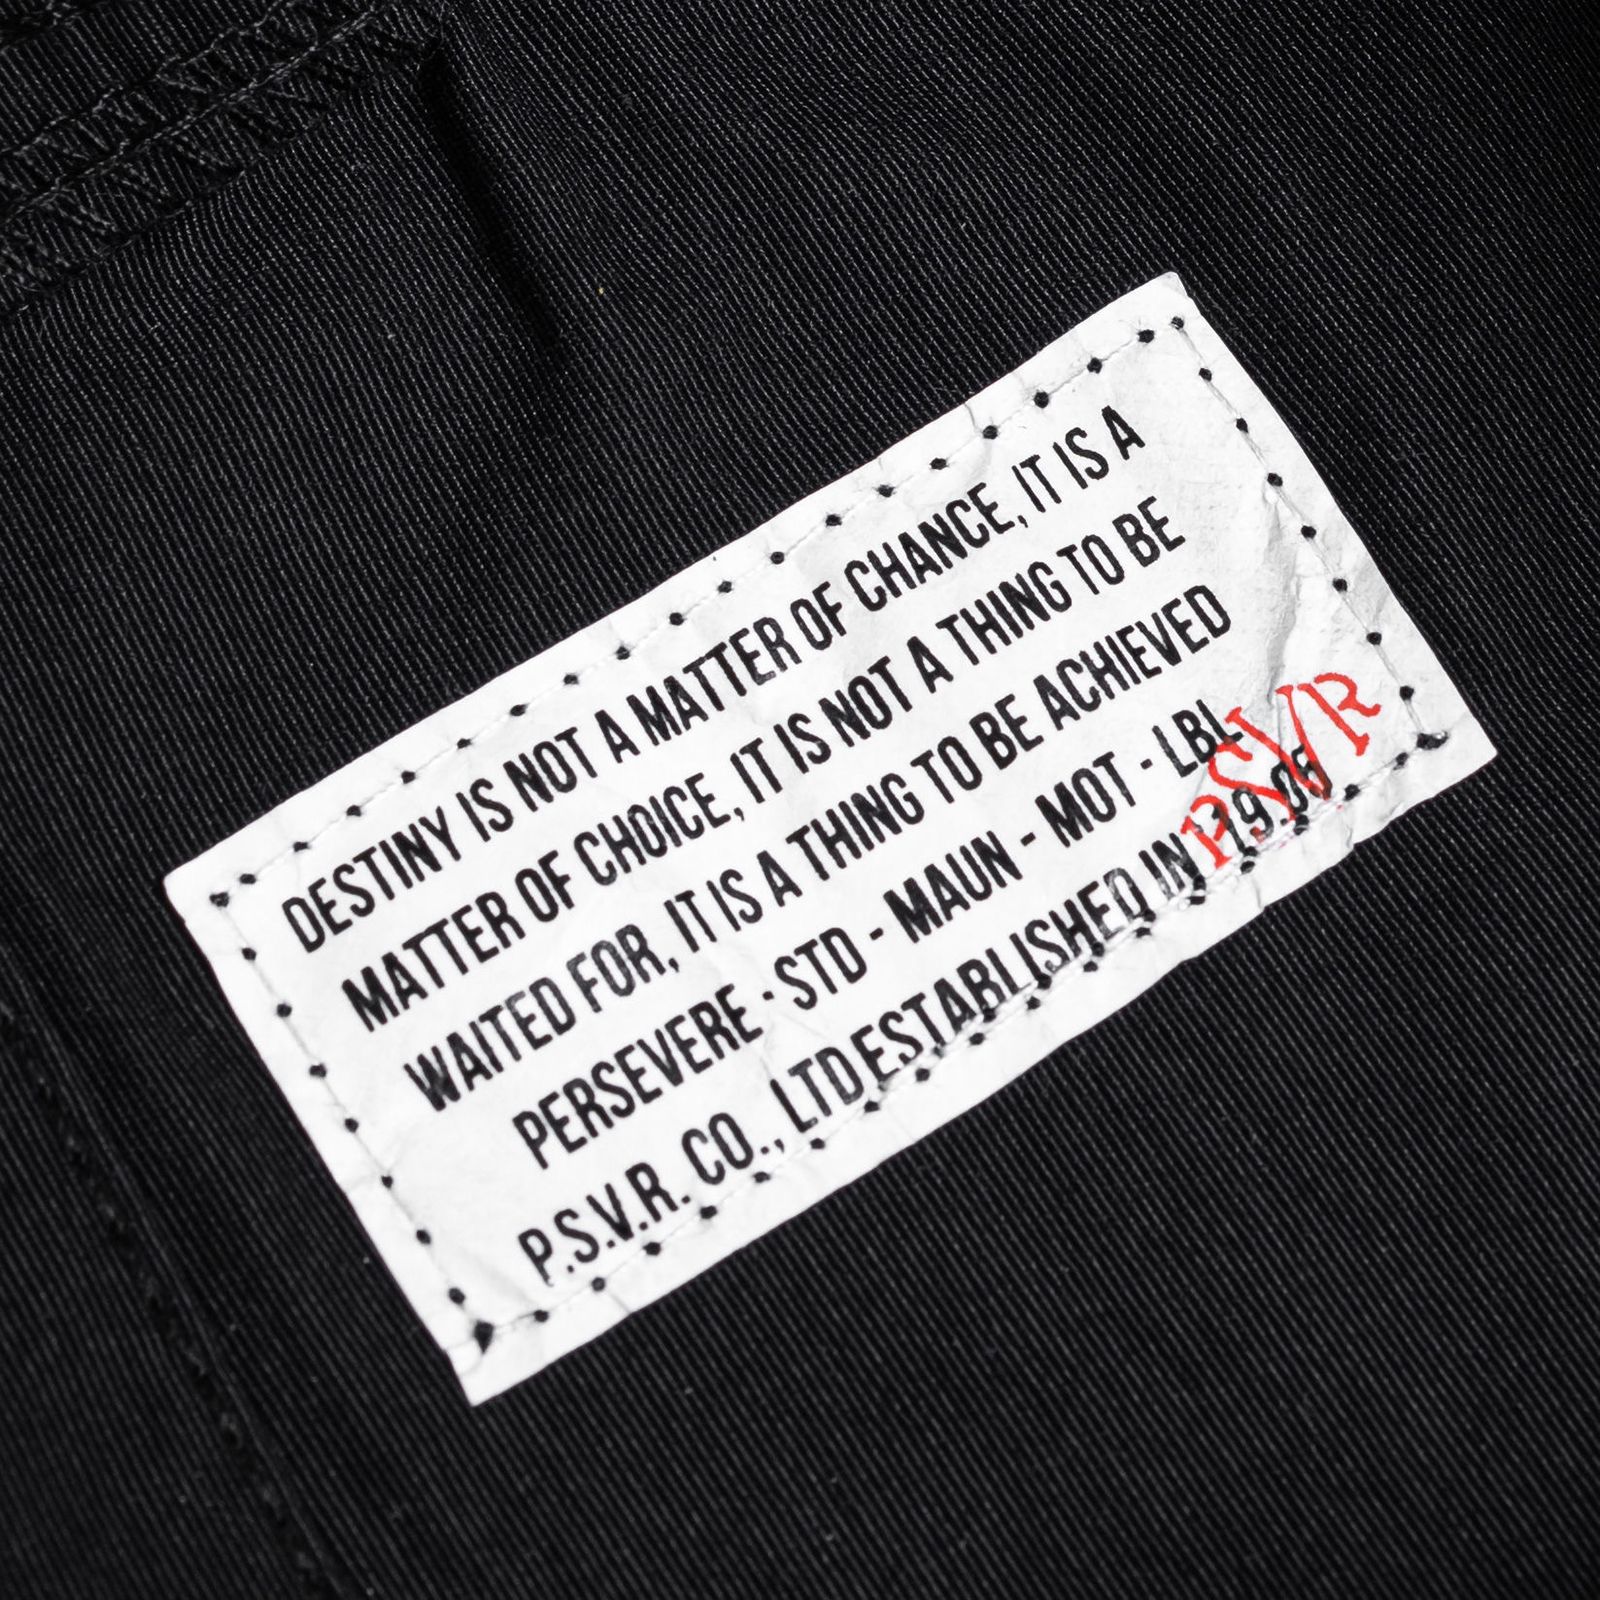 DESTINY IS NOT A MATTER OF CHANCE, IT IS A
MATTER OF CHOICE, IT IS NOT A THING TO BE
WAITED FOR, IT IS A THING TO BE ACHIEVED
PERSEVERE - STD - MAUN - MOT - LBL
P.S.V.R. CO., LTD ESTABLISHED IN
PSVR